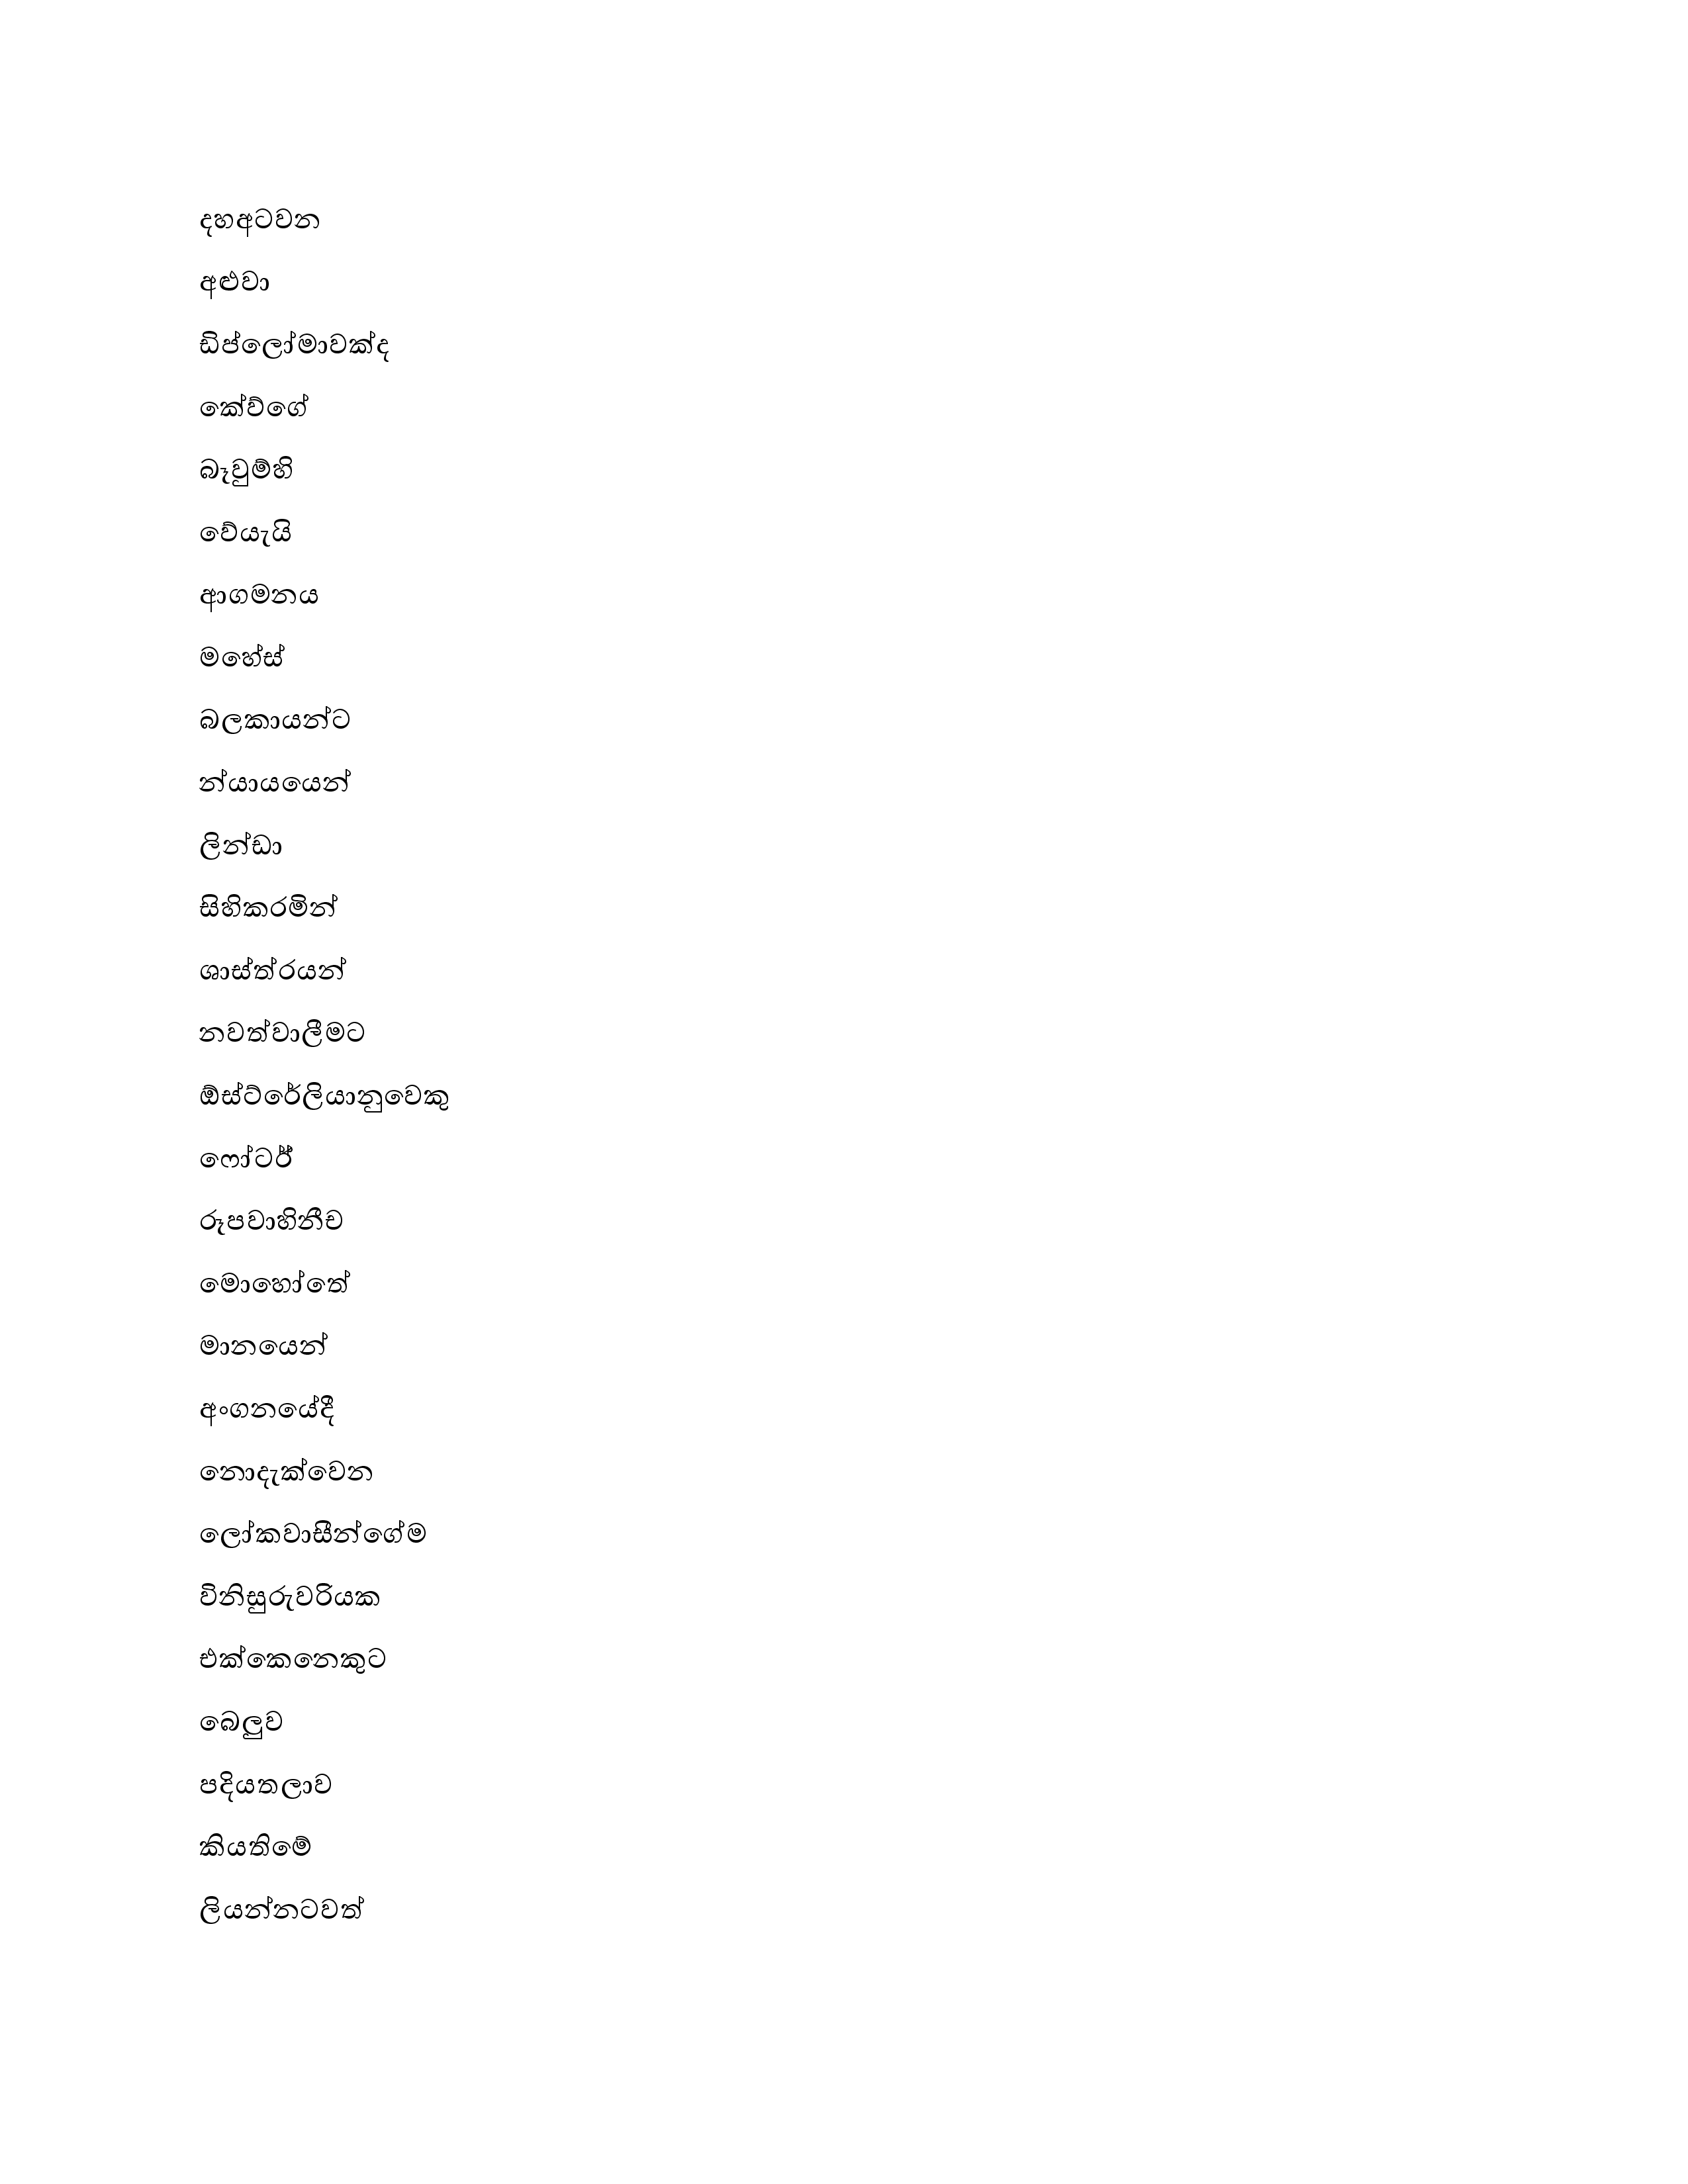 දහඅටවන
අළුවා
ඩිප්ලෝමාවක්ද
කේව්ගේ
බෑවුම්හි
වේයැයි
ආගමනය
මහේස්
බලකායන්ට
න්යායයෙන්
ලින්ඩා
සිහිකරමින්
ශාස්ත්රයන්
නවත්වාලීමට
ඕස්ට්රේලියානුවෙකු
ෆෝටර්
රූපවාහිනීච
මොහෝතේ
මානයෙන්
අංගනයේදී
නොදැක්වෙන
ලෝකවාසීන්ගේම
විනිසුරුවරියක
එක්කෙනෙකුට
බෙලුව
පදියතලාව
කියතිමේ
ලියන්නටවත්